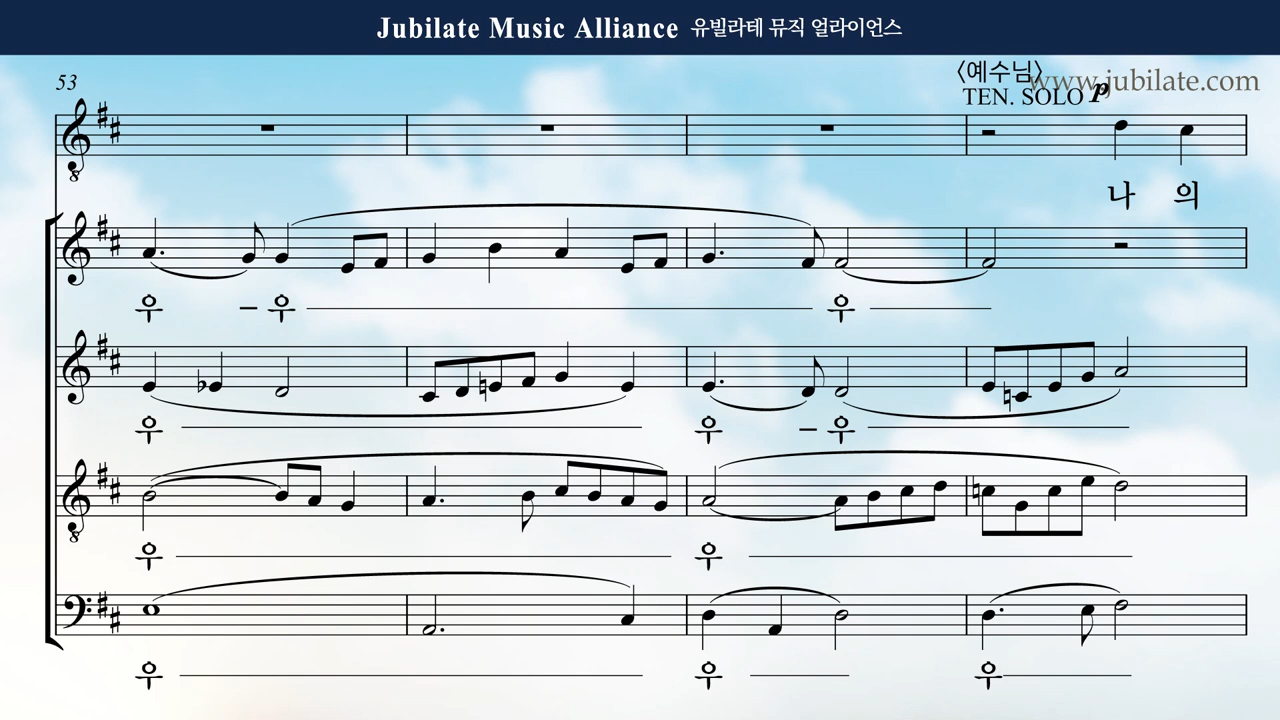 Jubilate Music Alliance 유빌라테 뮤직 얼라이언스
53
〈예수님〉
www.jubilate.com
TEN. SOLO p
나 의
우 – 우 우
우 우 – 우
우 우
우 우 우